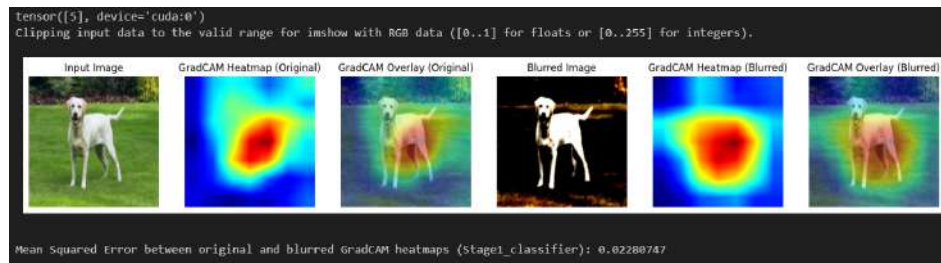 tensor([5], device='cuda:0')
Clipping input data to the valid range for imshow with RGB data ([0..1] for floats or [0..255] for integers).
Input Image GradCAM Heatmap (Original) GradCAM Overlay (Original) Blurred Image GradCAM Heatmap (Blurred) GradCAM Overlay (Blurred)
Mean Squared Error between original and blurred GradCAM heatmaps (Stage1_classifier): 0.02280747